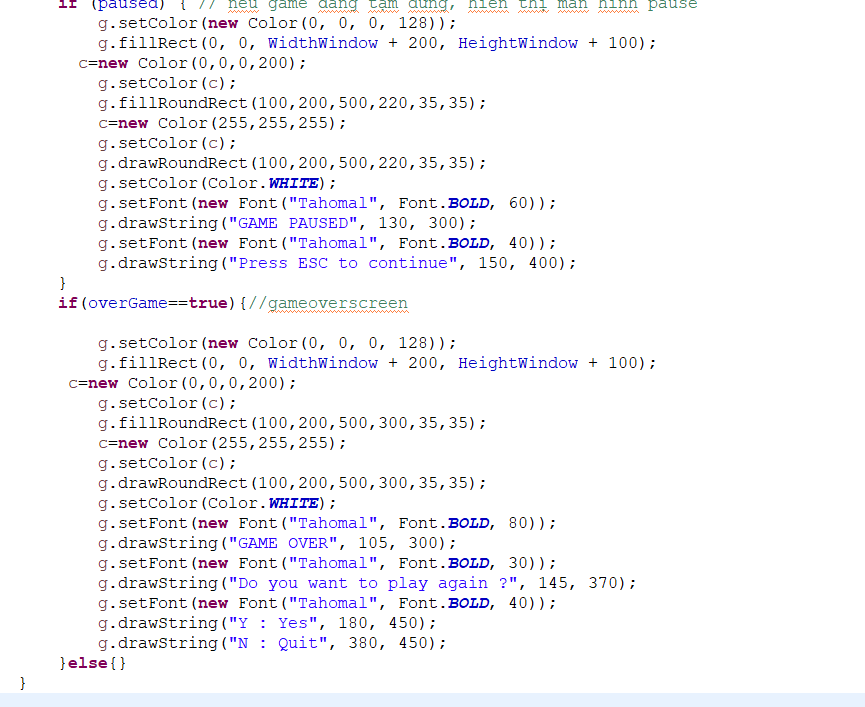 if (paused) { // neu game dang tam dung, hien thi man hinh pause
g.setColor(new Color(0, 0, 0, 128));
g.fillRect(0, 0, WidthWindow + 200, HeightWindow + 100);
c=new Color(0,0,0,200);
g.setColor(c);
g.fillRoundRect(100,200,500,220,35,35);
c=new Color(255,255,255);
g.setColor(c);
g.drawRoundRect(100,200,500,220,35,35);
g.setColor(Color.WHITE);
g.setFont(new Font("Tahomal", Font.BOLD, 60));
g.drawString("GAME PAUSED", 130, 300);
g.setFont(new Font("Tahomal", Font.BOLD, 40));
g.drawString("Press ESC to continue", 150, 400);
}
if(overGame==true){//gameoverscreen
g.setColor(new Color(0, 0, 0, 128));
g.fillRect(0, 0, WidthWindow + 200, HeightWindow + 100);
c=new Color(0,0,0,200);
g.setColor(c);
g.fillRoundRect(100,200,500,300,35,35);
c=new Color(255,255,255);
g.setColor(c);
g.drawRoundRect(100,200,500,300,35,35);
g.setColor(Color.WHITE);
g.setFont(new Font("Tahomal", Font.BOLD, 80));
g.drawString("GAME OVER", 105, 300);
g.setFont(new Font("Tahomal", Font.BOLD, 30));
g.drawString("Do you want to play again ?", 145, 370);
g.setFont(new Font("Tahomal", Font.BOLD, 40));
g.drawString("Y : Yes", 180, 450);
g.drawString("N : Quit", 380, 450);
}else{}
}